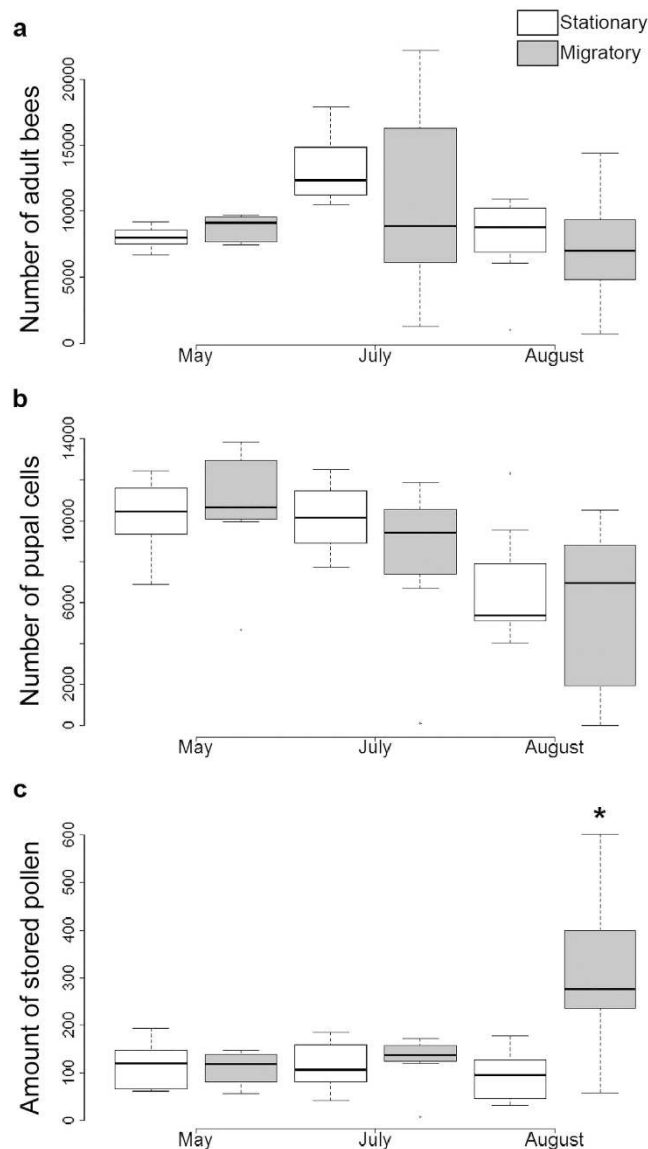 a
Stationary
Migratory
Number of adult bees
20000
15000
10000
5000
0
May
July
August
b
Number of pupal cells
14000
10000
6000
2000
0
May
July
August
c
*
Amount of stored pollen
600
500
400
300
200
100
0
May
July
August